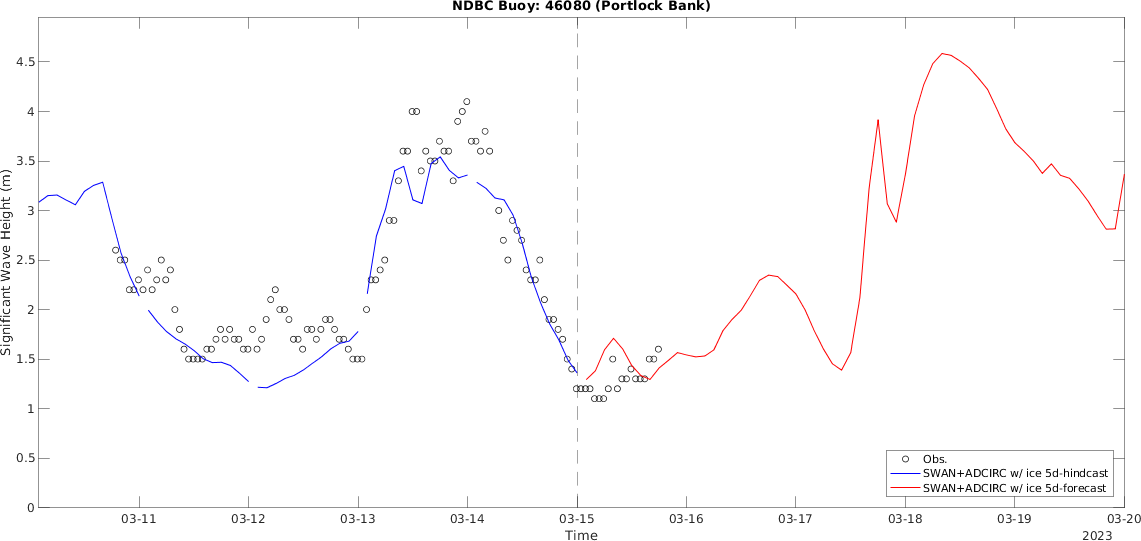 NDBC Buoy: 46080 (Portlock Bank)
4.5
4
3.5
3
2.5
2
1.5
1
0.5
0
Significant Wave Height (m)
Obs.
SWAN+ADCIRC w/ ice 5d-hindcast
SWAN+ADCIRC w/ ice 5d-forecast
03-11 03-12 03-13 03-14 03-15 03-16 03-17 03-18 03-19 03-20
Time
2023